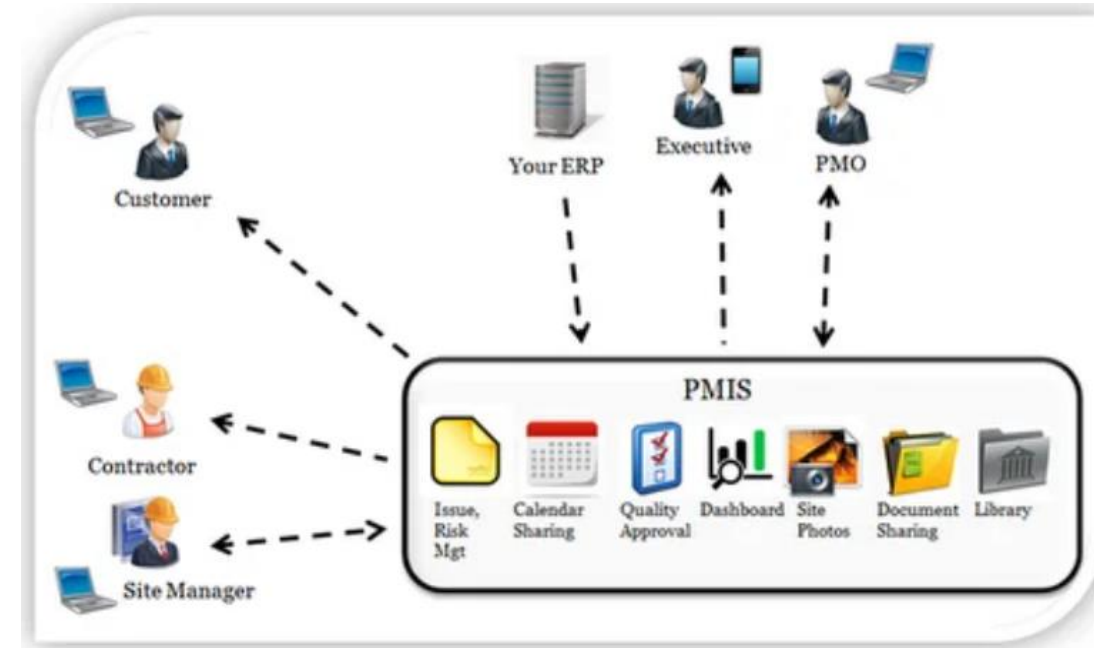 Customer
Your ERP
Executive
PMO
Contractor
Site Manager
PMIS
Issue,
Risk
Mgt
Calendar
Sharing
Quality
Approval
Dashboard
Site
Photos
Document
Sharing
Library